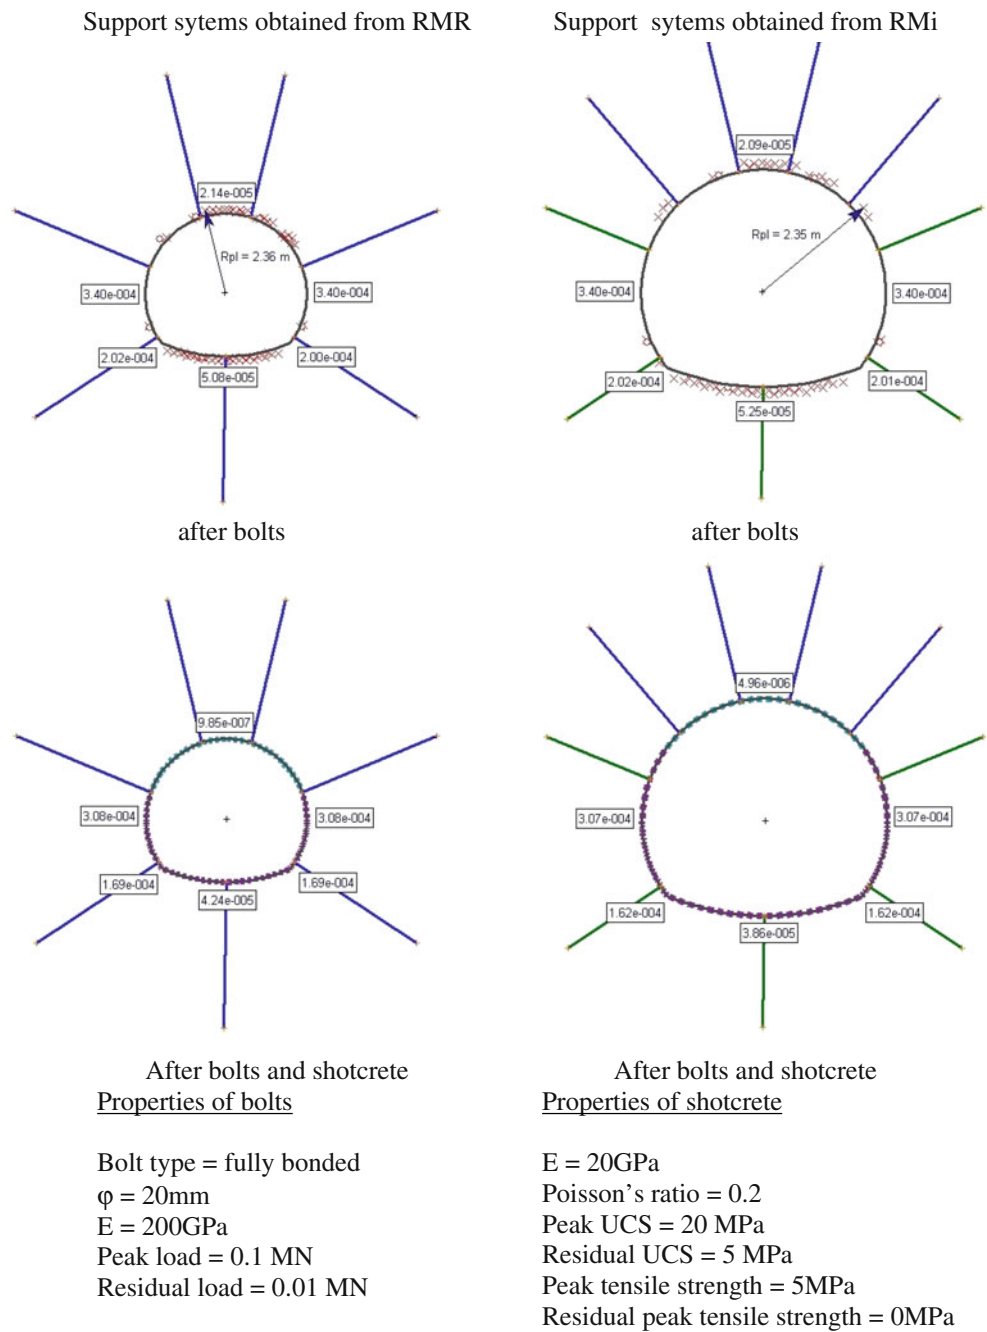 Support sytems obtained from RMR
Support sytems obtained from RMi
2.14e-005
Rpl = 2.36 m
3.40e-004
3.40e-004
2.02e-004
2.00e-004
5.08e-005
after bolts
2.09e-005
Rpl = 2.35 m
3.40e-004
3.40e-004
2.02e-004
2.01e-004
5.25e-005
after bolts
9.85e-007
3.08e-004
3.08e-004
1.69e-004
1.69e-004
4.24e-005
After bolts and shotcrete
4.96e-006
3.07e-004
3.07e-004
1.62e-004
1.62e-004
3.86e-005
After bolts and shotcrete
Properties of bolts
Bolt type = fully bonded
φ = 20mm
E = 200GPa
Peak load = 0.1 MN
Residual load = 0.01 MN
Properties of shotcrete
E = 20GPa
Poisson's ratio = 0.2
Peak UCS = 20 MPa
Residual UCS = 5 MPa
Peak tensile strength = 5MPa
Residual peak tensile strength = 0MPa